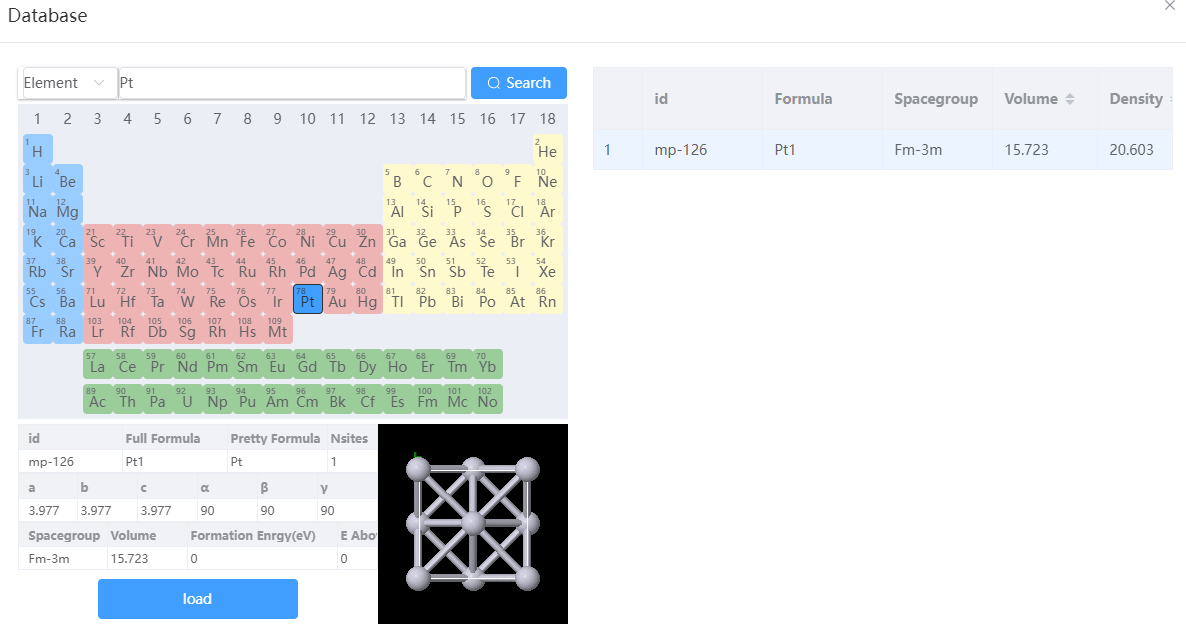 Database
Element
Pt
Search
1 2 3 4 5 6 7 8 9 10 11 12 13 14 15 16 17 18
1 H 2 He
3 Li 4 Be 5 B 6 C 7 N 8 O 9 F 10 Ne
11 Na 12 Mg 13 Al 14 Si 15 P 16 S 17 Cl 18 Ar
19 K 20 Ca 21 Sc 22 Ti 23 V 24 Cr 25 Mn 26 Fe 27 Co 28 Ni 29 Cu 30 Zn 31 Ga 32 Ge 33 As 34 Se 35 Br 36 Kr
37 Rb 38 Sr 39 Y 40 Zr 41 Nb 42 Mo 43 Tc 44 Ru 45 Rh 46 Pd 47 Ag 48 Cd 49 In 50 Sn 51 Sb 52 Te 53 I 54 Xe
55 Cs 56 Ba 71 Lu 72 Hf 73 Ta 74 W 75 Re 76 Os 77 Ir 78 Pt 79 Au 80 Hg 81 Tl 82 Pb 83 Bi 84 Po 85 At 86 Rn
87 Fr 88 Ra 103 Lr 104 Rf 105 Db 106 Sg 107 Rh 108 Hs 109 Mt
57 La 58 Ce 59 Pr 60 Nd 61 Pm 62 Sm 63 Eu 64 Gd 65 Tb 66 Dy 67 Ho 68 Er 69 Tm 70 Yb
89 Ac 90 Th 91 Pa 92 U 93 Np 94 Pu 95 Am 96 Cm 97 Bk 98 Cf 99 Es 100 Fm 101 Mc 102 No
id Full Formula Pretty Formula Nsites
mp-126 Pt1 Pt 1
a b c α β γ
3.977 3.977 3.977 90 90 90
Spacegroup Volume Formation Enrgy(eV) E Abo
Fm-3m 15.723 0 0
load
id Formula Spacegroup Volume Density
1 mp-126 Pt1 Fm-3m 15.723 20.603